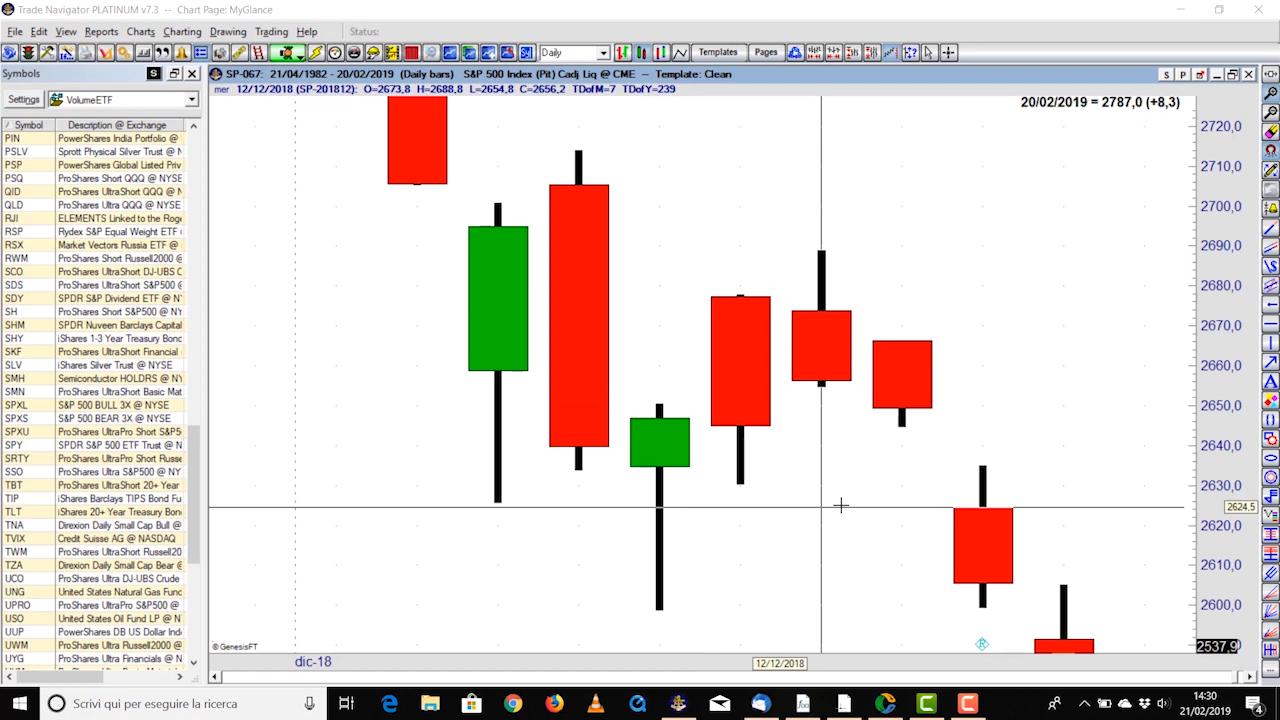 Trade Navigator PLATINUM v7.3 -- Chart Page: MyGlance
File Edit View Reports Charts Charting Drawing Trading Help Status:
Daily Templates Pages
Symbols S
SP-067: 21/04/1982 - 20/02/2019 (Daily bars) S&P 500 Index (Pit) Cadj Liq @ CME -- Template: Clean S P
mer 12/12/2018 (SP-201812) O=2673,8 H=2688,8 L=2654,8 C=2656,2 TDofM=7 TDofY=239
Settings VolumeETF
20/02/2019 = 2787,0 (+8,3)
Symbol Description @ Exchange
PIN PowerShares India Portfolio @
PSLV Sprott Physical Silver Trust @ N
PSP PowerShares Global Listed Priv
PSQ ProShares Short QQQ @ NYSE
QID ProShares UltraShort QQQ @ N
QLD ProShares Ultra QQQ @ NYSE
RJI ELEMENTS Linked to the Roge
RSP Rydex S&P Equal Weight ETF
RSX Market Vectors Russia ETF @
RWM ProShares Short Russell2000 @
SCO ProShares UltraShort DJ-UBS C
SDS ProShares UltraShort S&P500
SDY SPDR S&P Dividend ETF @ N
SH ProShares Short S&P500 @ NY
SHM SPDR Nuveen Barclays Capital
SHY iShares 1-3 Year Treasury Bond
SKF ProShares UltraShort Financial
SLV iShares Silver Trust @ NYSE
SMH Semiconductor HOLDRS @ NY
SMN ProShares UltraShort Basic Mat
SPXL S&P 500 BULL 3X @ NYSE
SPXS S&P 500 BEAR 3X @ NYSE
SPXU ProShares UltraPro Short S&P5
SPY SPDR S&P 500 ETF Trust @ NY
SRTY ProShares UltraPro Short Russe
SSO ProShares Ultra S&P500 @ NY
TBT ProShares UltraShort 20+ Year
TIP iShares Barclays TIPS Bond Fu
TLT iShares 20+ Year Treasury Bond
TNA Direxion Daily Small Cap Bull @
TVIX Credit Suisse AG @ NASDAQ
TWM ProShares UltraShort Russell20
TZA Direxion Daily Small Cap Bear @
UCO ProShares Ultra DJ-UBS Crude
UNG United States Natural Gas Fund
UPRO ProShares UltraPro S&P500 @
USO United States Oil Fund LP @ N
UUP PowerShares DB US Dollar Ind
UWM ProShares Ultra Russell2000 @
UYG ProShares Ultra Financials @ N
2720,0
2710,0
2700,0
2690,0
2680,0
2670,0
2660,0
2650,0
2640,0
2630,0
2624,5
2620,0
2610,0
2600,0
2537,9
R
© GenesisFT
dic-18 12/12/2018
Scrivi qui per eseguire la ricerca
14:30
21/02/2019
4